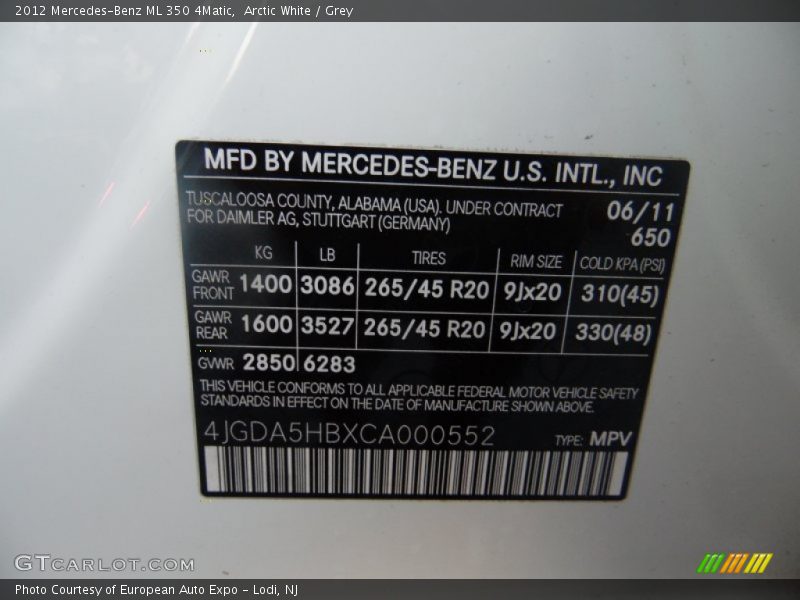 2012 Mercedes-Benz ML 350 4Matic,  Arctic White / Grey
MFD BY MERCEDES-BENZ U.S. INTL., INC
TUSCALOOSA COUNTY, ALABAMA (USA). UNDER CONTRACT 06/11
FOR DAIMLER AG, STUTTGART (GERMANY)
650
KG LB TIRES RIM SIZE COLD KPA (PSI)
GAWR FRONT 1400 3086 265/45 R20 9Jx20 310(45)
GAWR REAR 1600 3527 265/45 R20 9Jx20 330(48)
GVWR 2850 6283
THIS VEHICLE CONFORMS TO ALL APPLICABLE FEDERAL MOTOR VEHICLE SAFETY
STANDARDS IN EFFECT ON THE DATE OF MANUFACTURE SHOWN ABOVE.
4JGDA5HBXCA000552 TYPE: MPV
GTCARLOT.COM
Photo Courtesy of European Auto Expo - Lodi, NJ